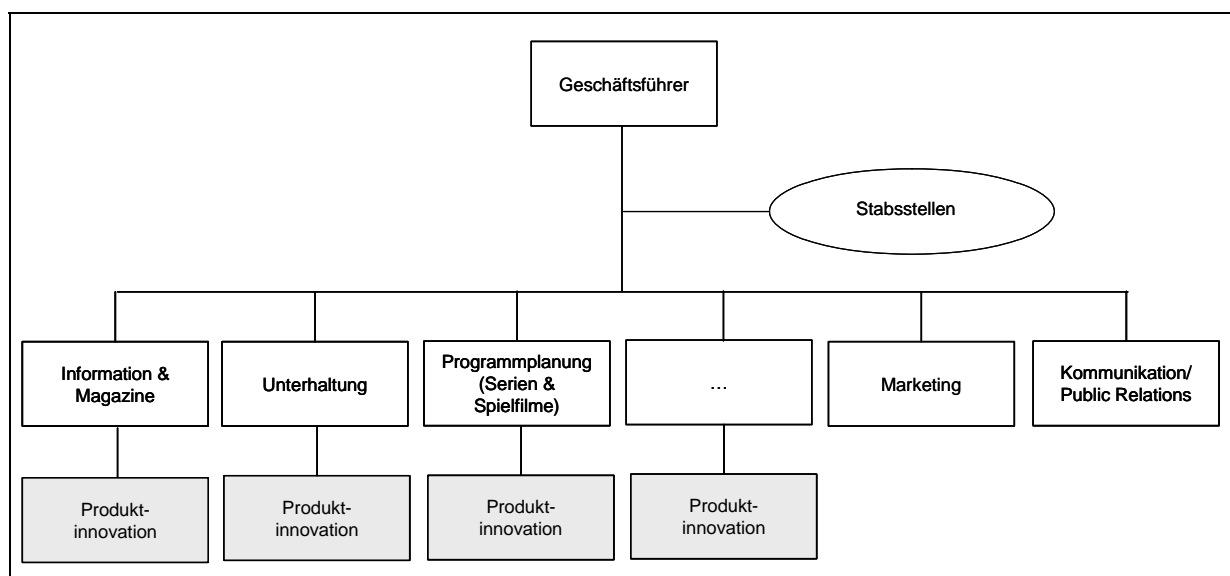 Geschäftsführer
Stabsstellen
Information &
Magazine
Unterhaltung
Programmplanung
(Serien &
Spielfilme)
...
Marketing
Kommunikation/
Public Relations
Produkt-
innovation
Produkt-
innovation
Produkt-
innovation
Produkt-
innovation